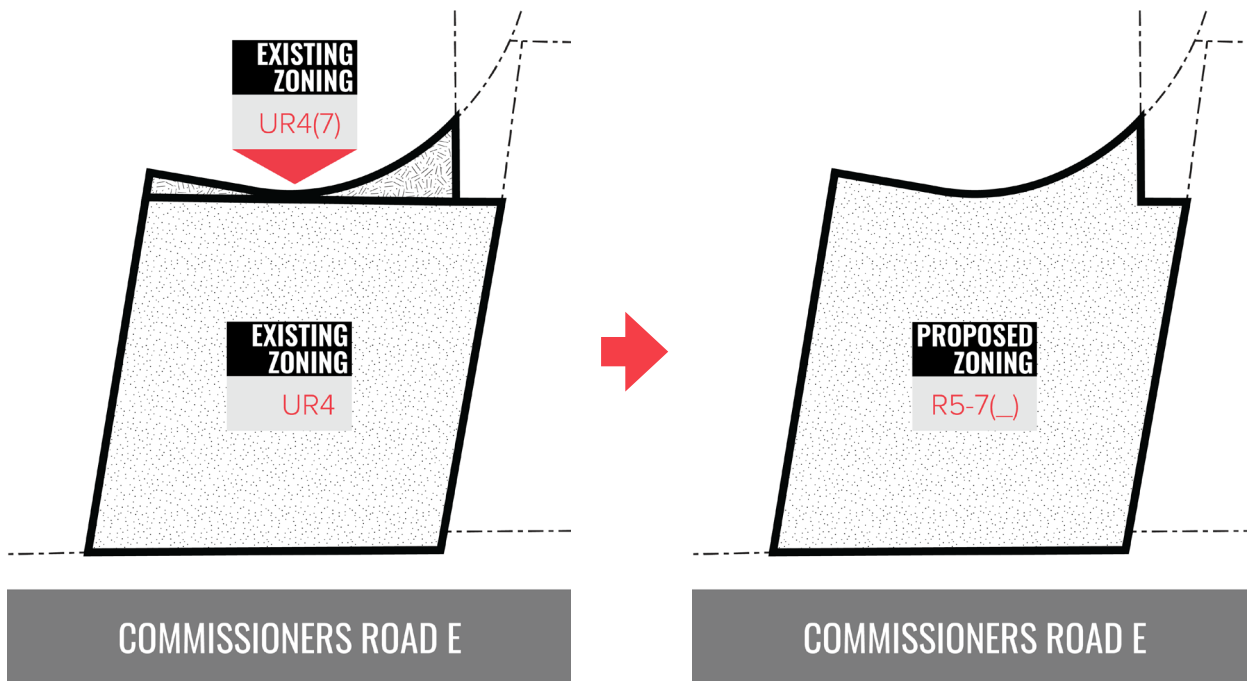 EXISTING
ZONING
UR4(7)
EXISTING
ZONING
UR4
COMMISSIONERS ROAD E
PROPOSED
ZONING
R5-7(_)
COMMISSIONERS ROAD E